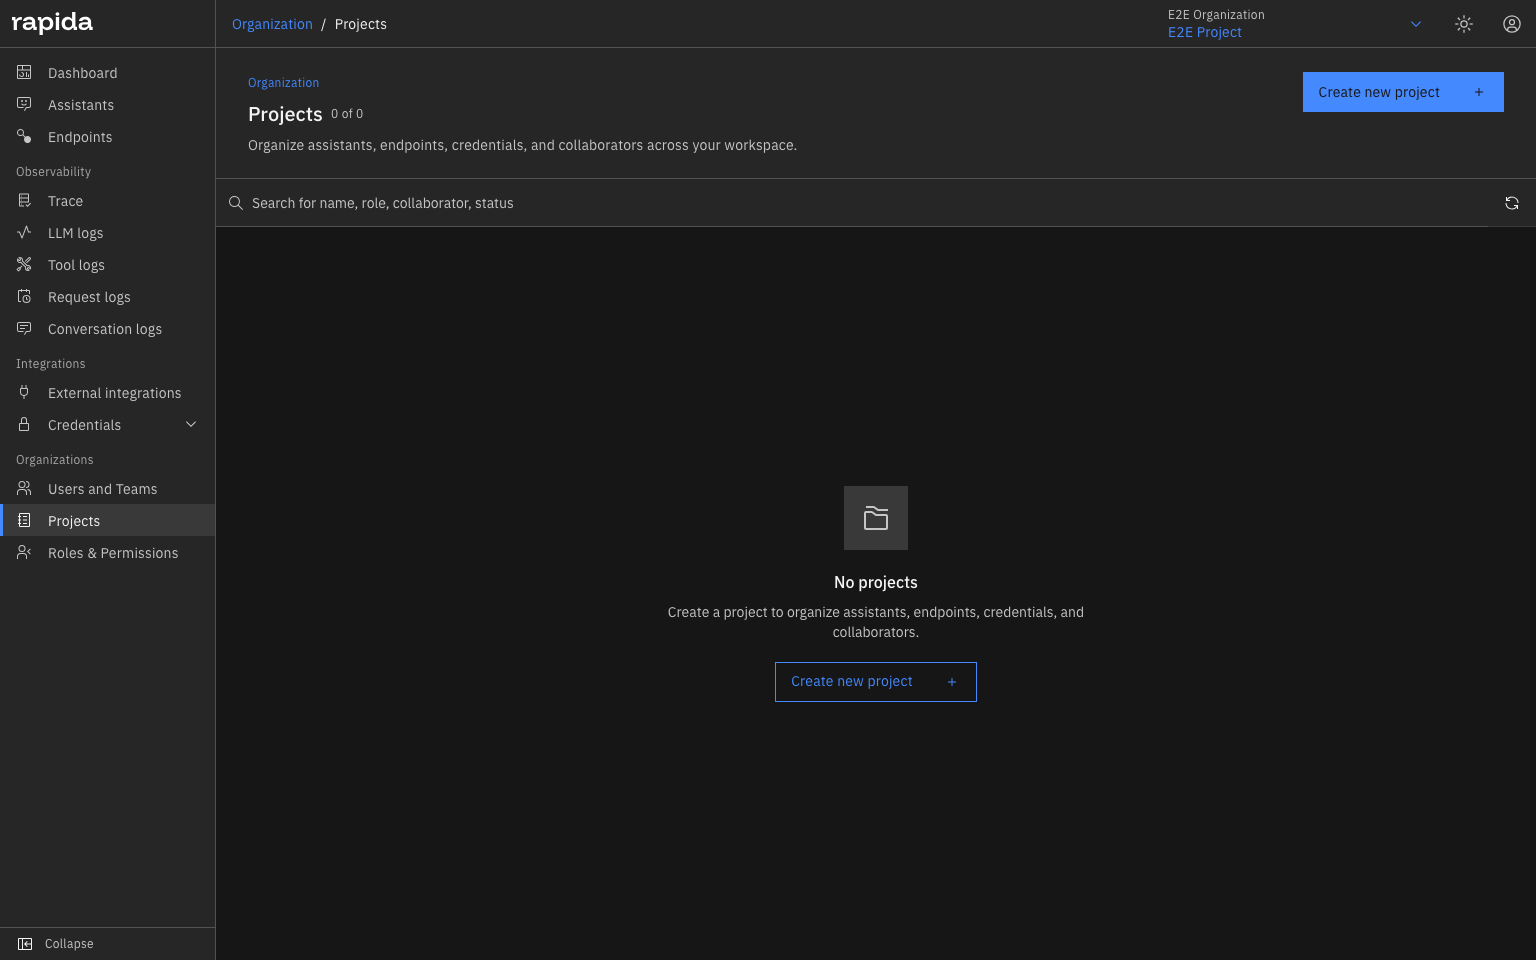 rapida
Organization / Projects
E2E Organization
E2E Project
Dashboard
Assistants
Endpoints
Observability
Trace
LLM logs
Tool logs
Request logs
Conversation logs
Integrations
External integrations
Credentials
Organizations
Users and Teams
Projects
Roles & Permissions
Collapse
Organization
Projects 0 of 0
Organize assistants, endpoints, credentials, and collaborators across your workspace.
Create new project +
Search for name, role, collaborator, status
No projects
Create a project to organize assistants, endpoints, credentials, and
collaborators.
Create new project +